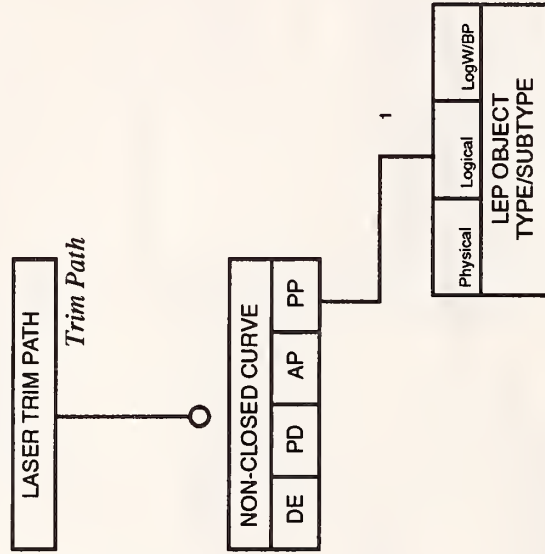 LASER TRIM PATH
Trim Path
NON-CLOSED CURVE
DE PD AP PP
1
Physical Logical LogW/BP
LEP OBJECT
TYPE/SUBTYPE